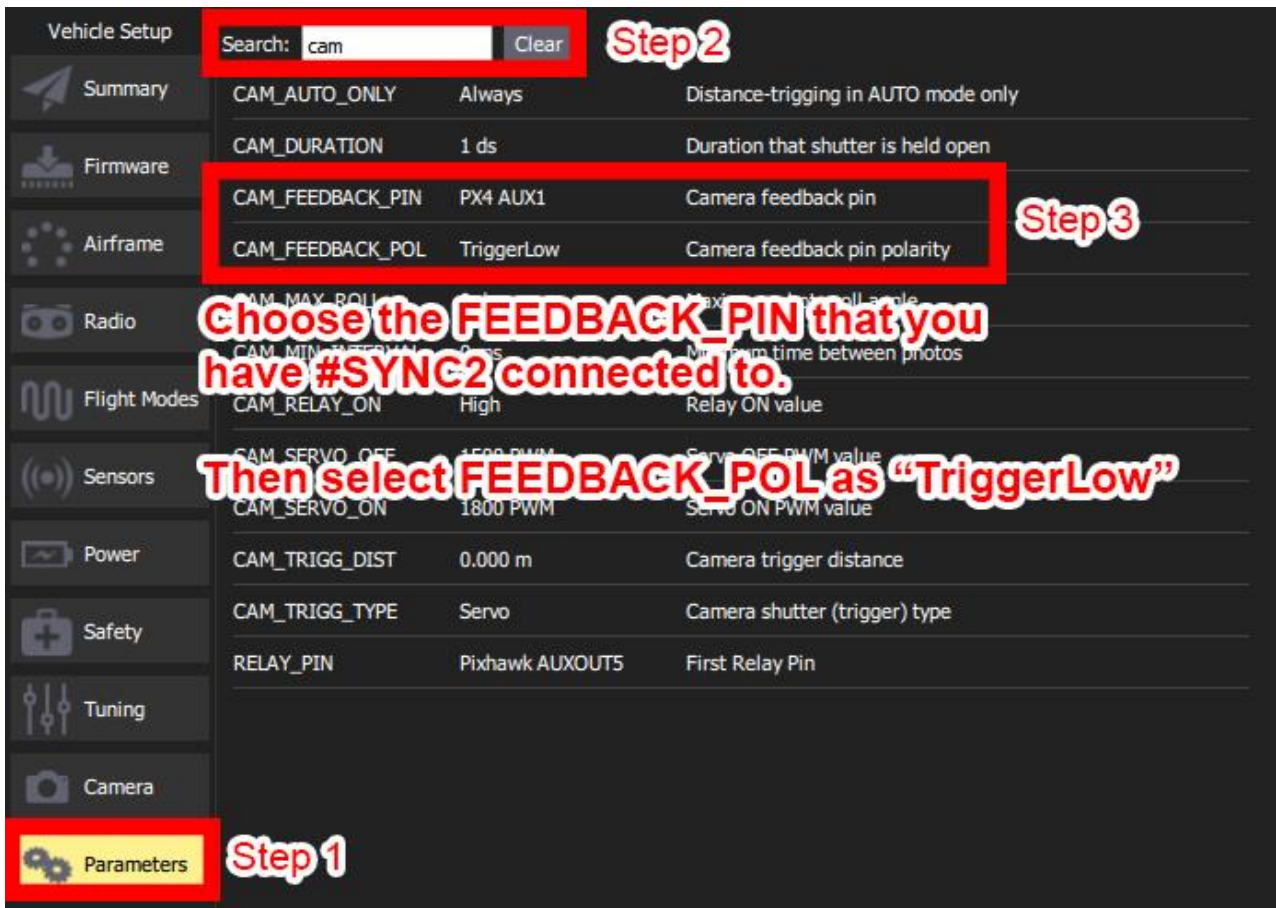 Vehicle Setup
Search: cam Clear Step 2
Summary
CAM_AUTO_ONLY Always Distance-trigging in AUTO mode only
CAM_DURATION 1 ds Duration that shutter is held open
Firmware
CAM_FEEDBACK_PIN PX4 AUX1 Camera feedback pin
Step 3
Airframe
CAM_FEEDBACK_POL TriggerLow Camera feedback pin polarity
Radio
Choose the FEEDBACK_PIN that you
time between photos
have #SYNC2 connected to.
Flight Modes
CAM_RELAY_ON High Relay ON value
Sensors
Then select FEEDBACK_POL as “TriggerLow”
CAM_SERVO_ON 1800 PWM Servo ON PWM value
Power
CAM_TRIGG_DIST 0.000 m Camera trigger distance
CAM_TRIGG_TYPE Servo Camera shutter (trigger) type
Safety
RELAY_PIN Pixhawk AUXOUT5 First Relay Pin
Tuning
Camera
Parameters Step 1